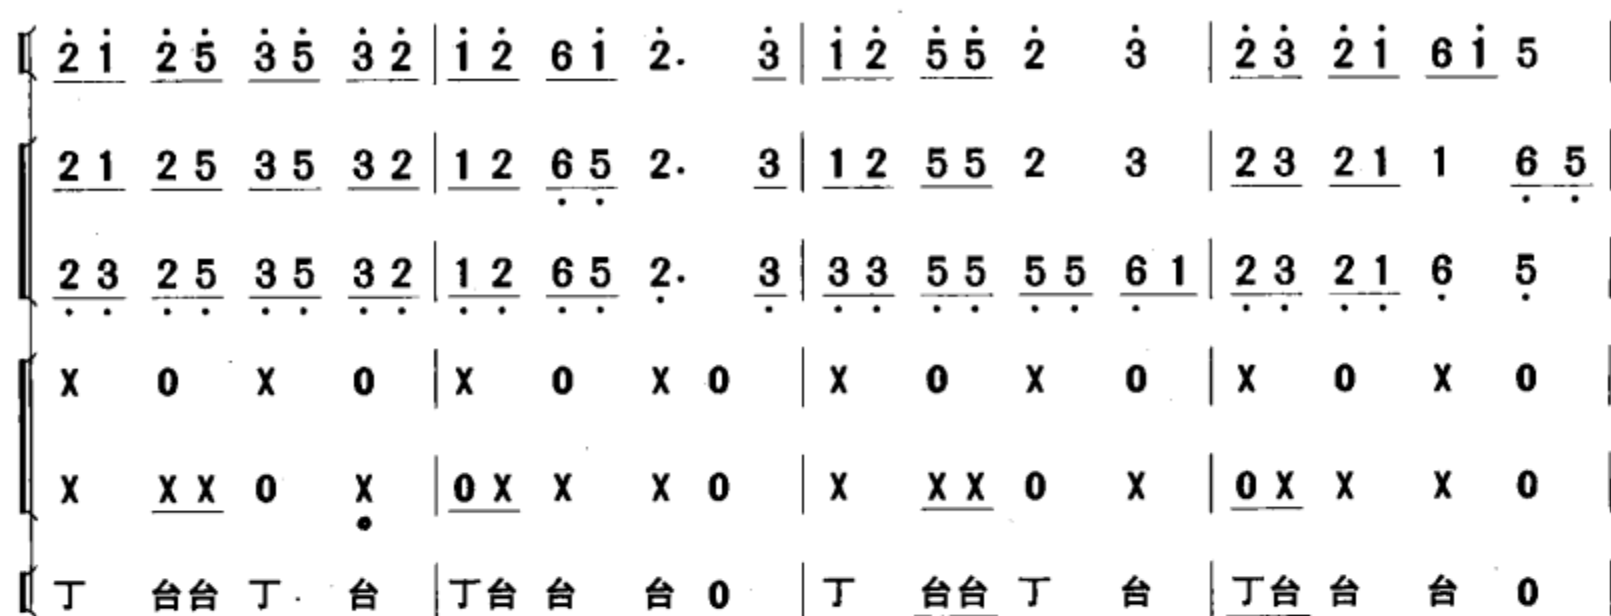 2̇ 1̇ 2̇ 5̇ 3̇ 5̇ 3̇ 2̇ | 1̇ 2̇ 6 1̇ 2̇. 3̇ | 1̇ 2̇ 5̇ 5̇ 2̇ 3̇ | 2̇ 3̇ 2̇ 1̇ 6 1̇ 5 |
2 1 2 5 3 5 3 2 | 1 2 6̣ 5̣ 2. 3 | 1 2 5 5 2 3 | 2 3 2 1 1 6̣ 5̣ |
2̣ 3̣ 2̣ 5̣ 3̣ 5̣ 3̣ 2̣ | 1̣ 2̣ 6̣ 5̣ 2̣. 3̣ | 3̣ 3̣ 5̣ 5̣ 5̣ 5̣ 6̣ 1 | 2̣ 3̣ 2̣ 1̣ 6̣ 5̣ |
X 0 X 0 | X 0 X 0 | X 0 X 0 | X 0 X 0 |
X X X 0 X | 0 X X X 0 | X X X 0 X | 0 X X X 0 |
丁 台台 丁. 台 | 丁台 台 台 0 | 丁 台台 丁 台 | 丁台 台 台 0 |